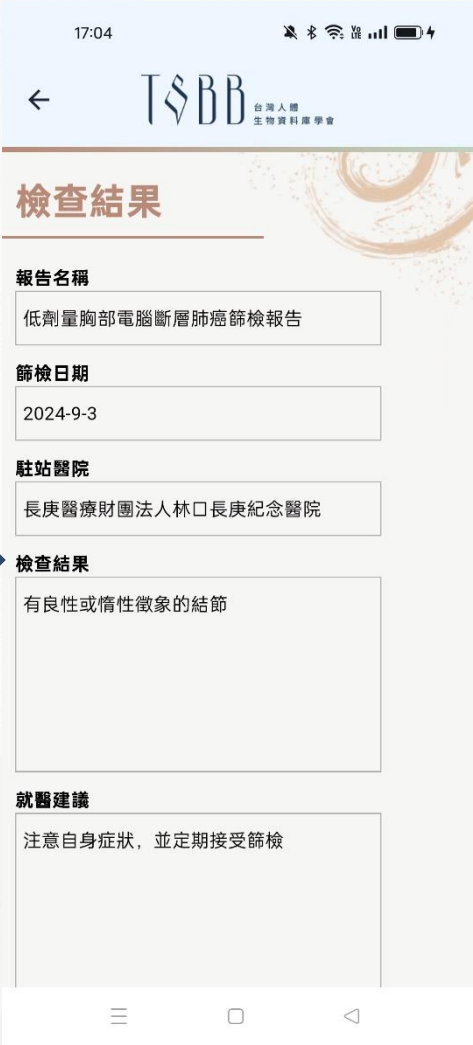 17:04
TSBB 台灣人體
生物資料庫學會
檢查結果
報告名稱
低劑量胸部電腦斷層肺癌篩檢報告
篩檢日期
2024-9-3
駐站醫院
長庚醫療財團法人林口長庚紀念醫院
檢查結果
有良性或惰性徵象的結節
就醫建議
注意自身症狀，並定期接受篩檢